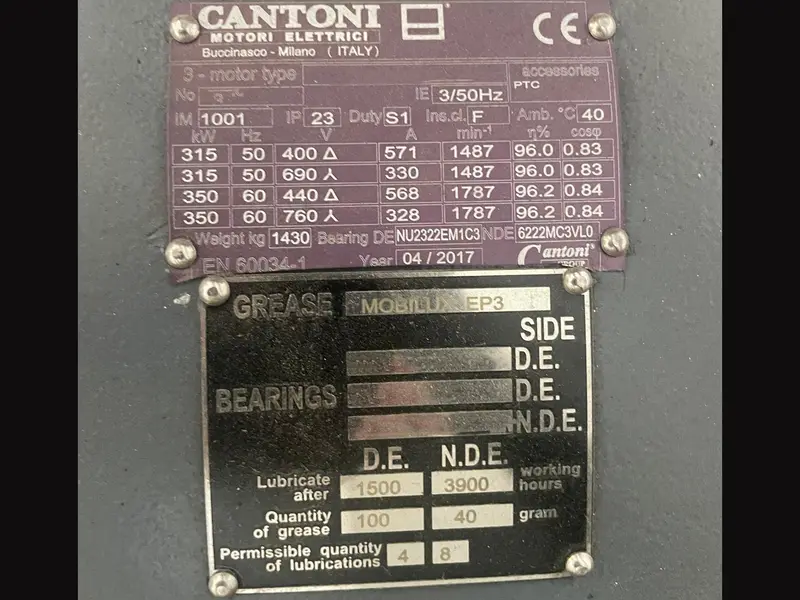 CANTONI
MOTORI ELETTRICI
Buccinasco - Milano ( ITALY)
CE
3 - motor type
accessories
PTC
No
IE 3/50Hz
IM 1001 IP 23 Duty S1 Ins.cl. F Amb. °C 40
kW Hz V A min⁻¹ η% cosφ
315 50 400 Δ 571 1487 96.0 0.83
315 50 690 ⅄ 330 1487 96.0 0.83
350 60 440 Δ 568 1787 96.2 0.84
350 60 760 ⅄ 328 1787 96.2 0.84
Weight kg 1430 Bearing DE NU2322EM1C3 NDE 6222MC3VL0
EN 60034-1 Year 04 / 2017 Cantoni GROUP
GREASE MOBILUX EP3
SIDE
D.E.
BEARINGS D.E.
N.D.E.
D.E. N.D.E.
Lubricate after 1500 3900 working hours
Quantity of grease 100 40 gram
Permissible quantity of lubrications 4 8